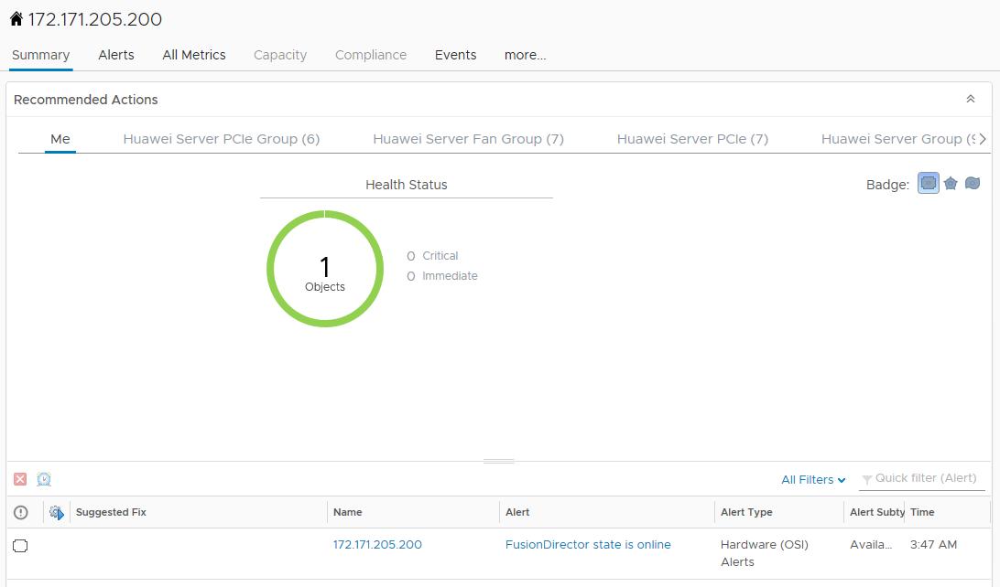 172.171.205.200
Summary Alerts All Metrics Capacity Compliance Events more...
Recommended Actions
Me Huawei Server PCIe Group (6) Huawei Server Fan Group (7) Huawei Server PCIe (7) Huawei Server Group (
Health Status
Badge:
1
Objects
0 Critical
0 Immediate
All Filters
Quick filter (Alert)
Suggested Fix Name Alert Alert Type Alert Subty Time
172.171.205.200 FusionDirector state is online Hardware (OSI) Availa... 3:47 AM
Alerts